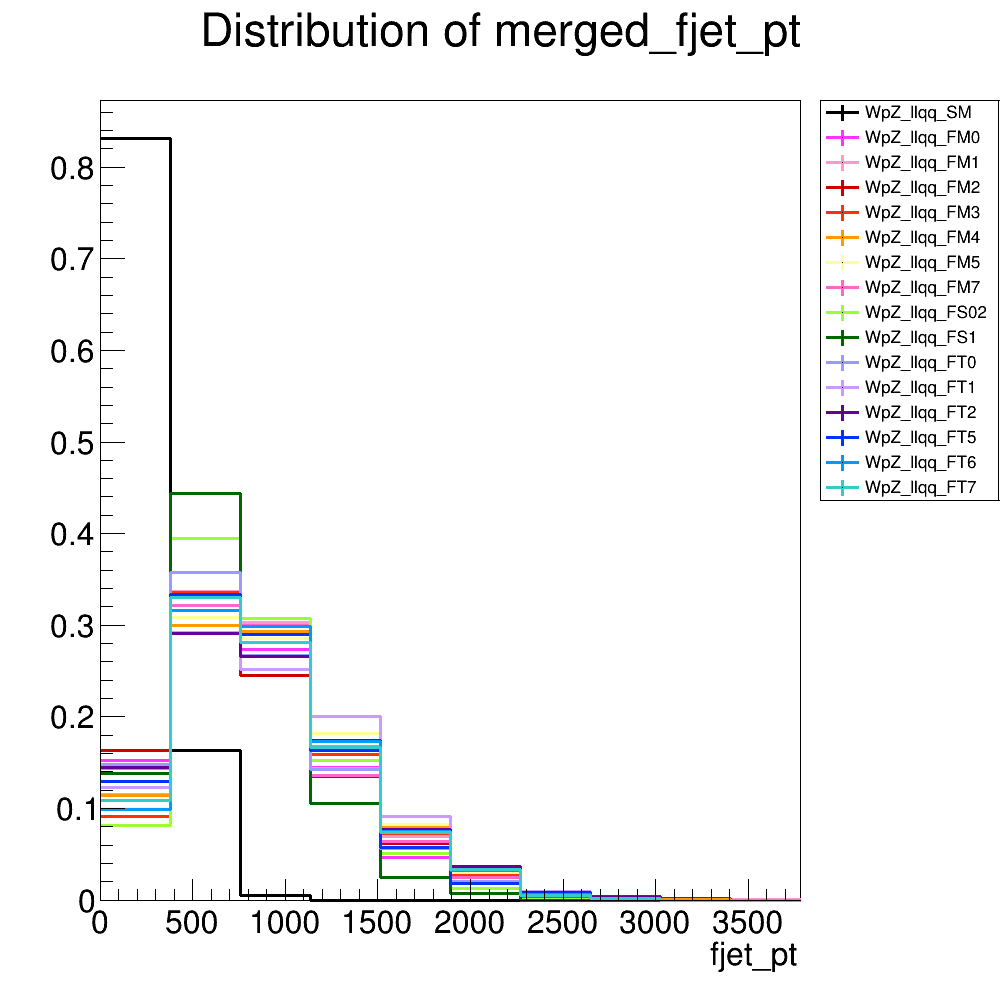 Distribution of merged_fjet_pt
WpZ_llqq_SM
WpZ_llqq_FM0
WpZ_llqq_FM1
WpZ_llqq_FM2
WpZ_llqq_FM3
WpZ_llqq_FM4
WpZ_llqq_FM5
WpZ_llqq_FM7
WpZ_llqq_FS02
WpZ_llqq_FS1
WpZ_llqq_FT0
WpZ_llqq_FT1
WpZ_llqq_FT2
WpZ_llqq_FT5
WpZ_llqq_FT6
WpZ_llqq_FT7
0.8
0.7
0.6
0.5
0.4
0.3
0.2
0.1
0
0 500 1000 1500 2000 2500 3000 3500
fjet_pt